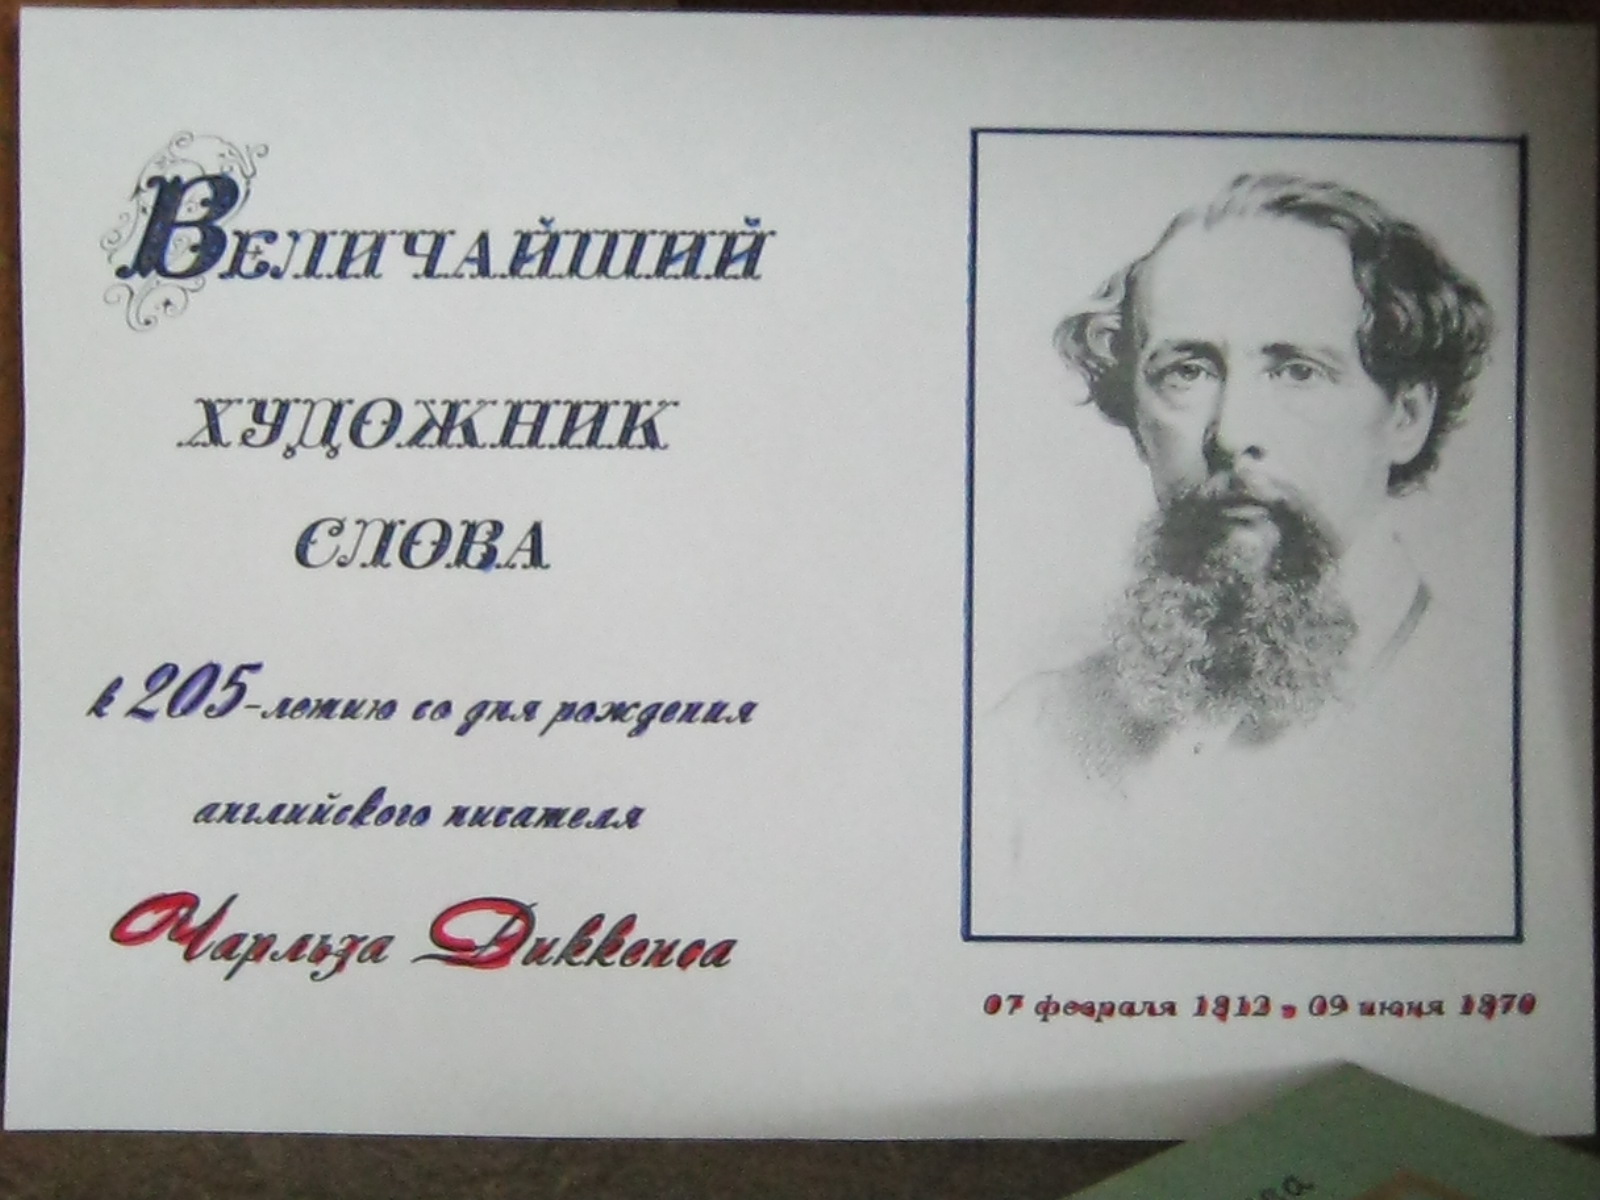 Величайший
художник
слова
к 205-летию со дня рождения
английского писателя
Чарльза Диккенса
07 февраля 1812 - 09 июня 1870